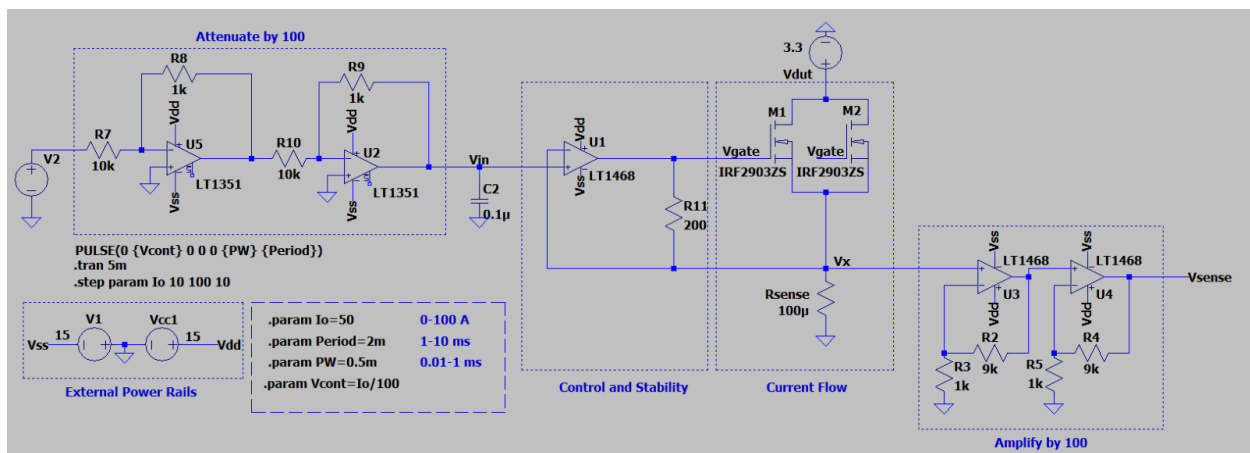 Attenuate by 100
R8
1k
R9
1k
Vdd
Vdd
R7
10k
U5
LT1351
Vss
R10
10k
U2
LT1351
Vss
V2
Vin
C2
0.1µ
PULSE(0 {Vcont} 0 0 0 {PW} {Period})
.tran 5m
.step param Io 10 100 10
V1
Vcc1
Vss
15
15
Vdd
External Power Rails
.param Io=50
0-100 A
.param Period=2m
1-10 ms
.param PW=0.5m
0.01-1 ms
.param Vcont=Io/100
U1
Vdd
LT1468
Vss
R11
200
Control and Stability
3.3
Vdut
M1
M2
Vgate
Vgate
IRF2903ZS
IRF2903ZS
Vx
Rsense
100µ
Current Flow
Vss
Vss
LT1468
LT1468
U3
U4
Vdd
Vdd
R2
9k
R4
9k
R3
1k
R5
1k
Vsense
Amplify by 100